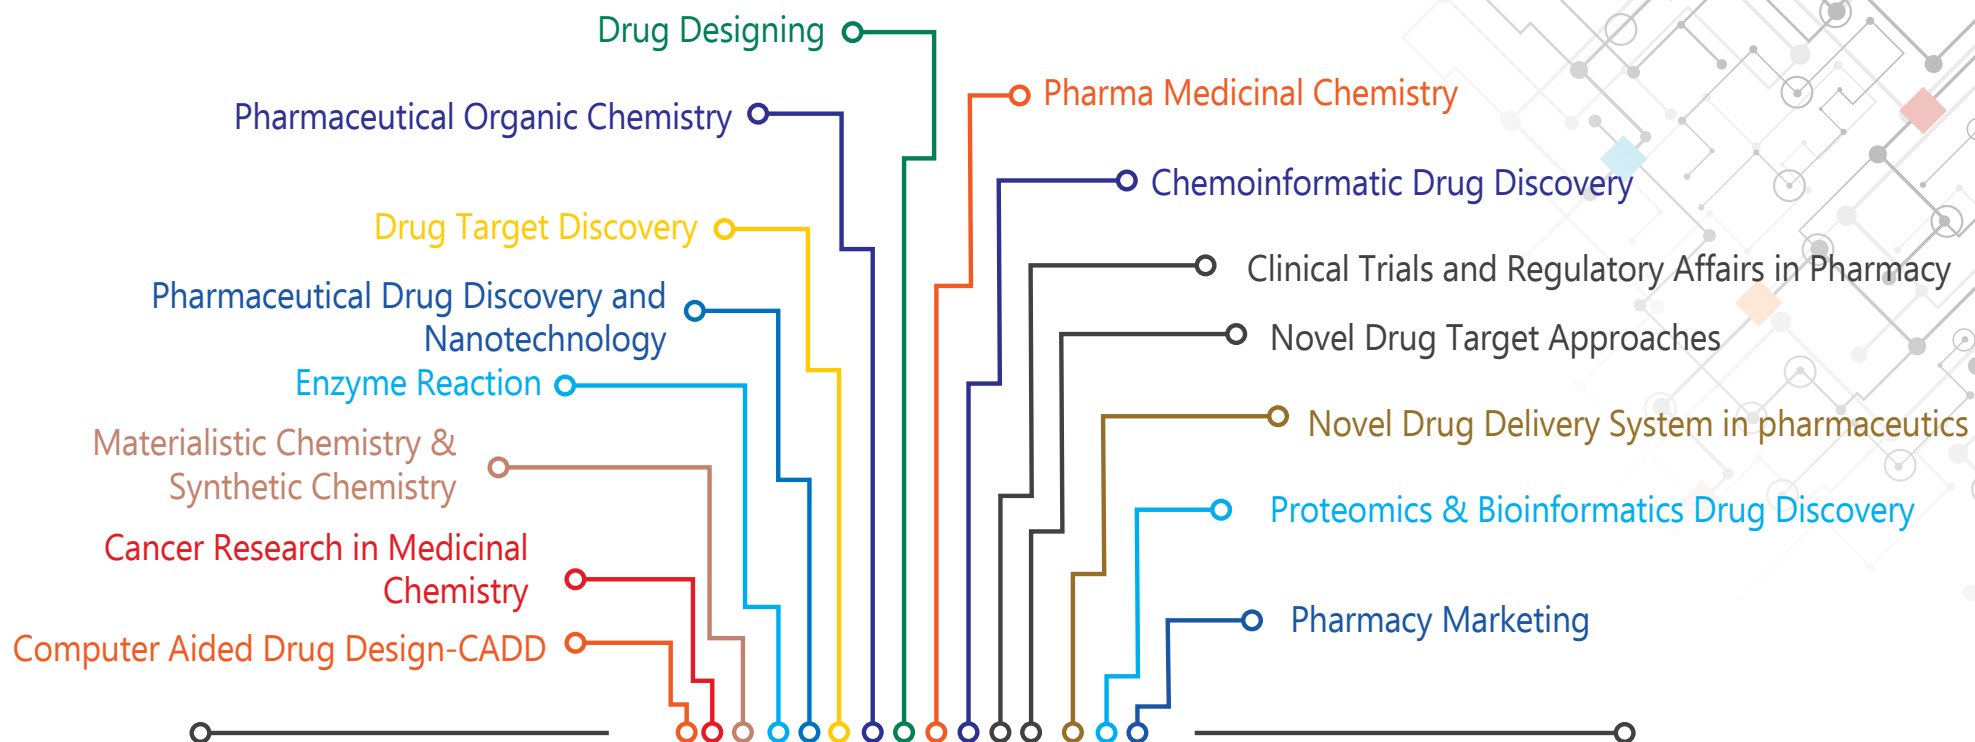 Drug Designing
Pharmaceutical Organic Chemistry
Drug Target Discovery
Pharmaceutical Drug Discovery and
Nanotechnology
Enzyme Reaction
Materialistic Chemistry &
Synthetic Chemistry
Cancer Research in Medicinal
Chemistry
Computer Aided Drug Design-CADD
Pharma Medicinal Chemistry
Chemoinformatic Drug Discovery
Clinical Trials and Regulatory Affairs in Pharmacy
Novel Drug Target Approaches
Novel Drug Delivery System in pharmaceutics
Proteomics & Bioinformatics Drug Discovery
Pharmacy Marketing